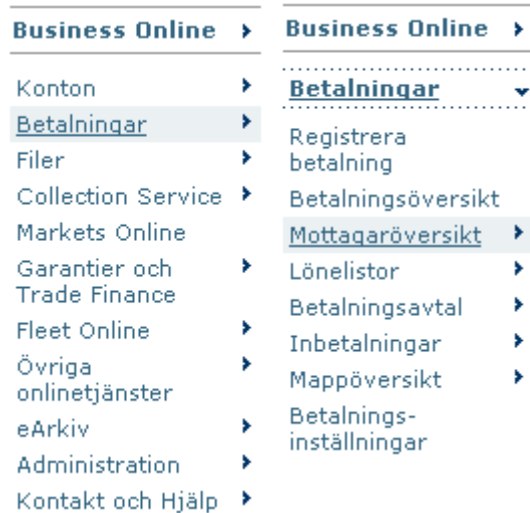 Business Online
Konton
Betalningar
Filer
Collection Service
Markets Online
Garantier och
Trade Finance
Fleet Online
Övriga
onlinetjänster
eArkiv
Administration
Kontakt och Hjälp
Business Online
Betalningar
Registrera
betalning
Betalningsöversikt
Mottagaröversikt
Lönelistor
Betalningsavtal
Inbetalningar
Mappöversikt
Betalnings-
inställningar